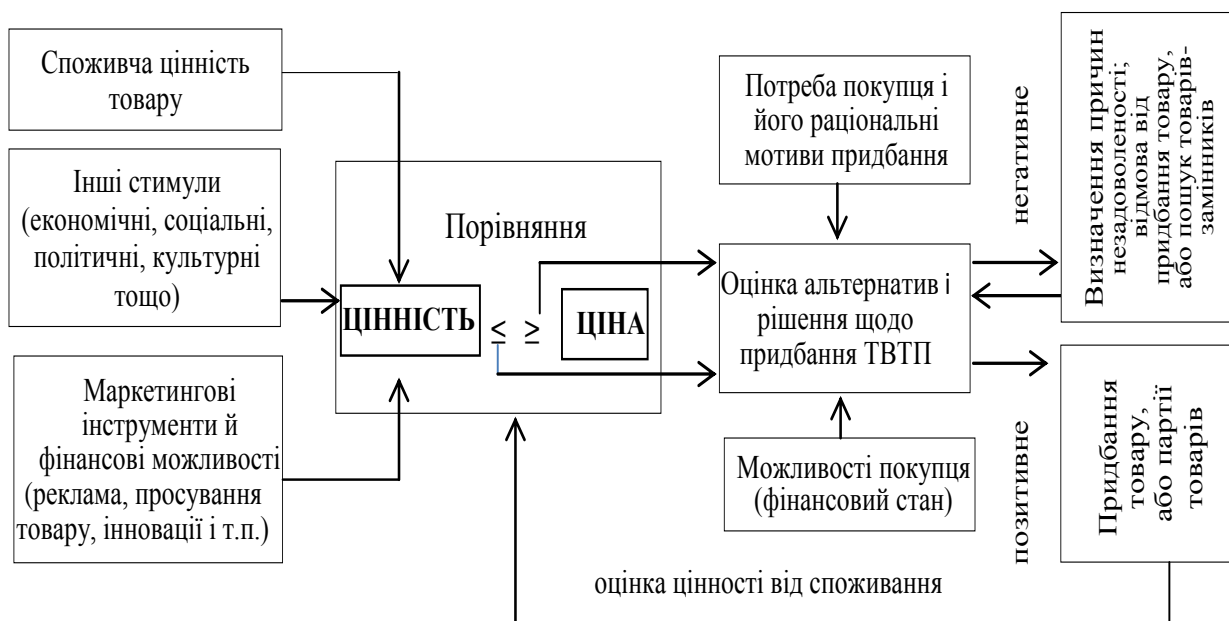 Споживча цінність
товару
Інші стимули
(економічні, соціальні,
політичні, культурні
тощо)
Маркетингові
інструменти й
фінансові можливості
(реклама, просування
товару, інновації і т.п.)
Порівняння
ЦІННІСТЬ
≤ ≥
ЦІНА
Потреба покупця і
його раціональні
мотиви придбання
Оцінка альтернатив і
рішення щодо
придбання ТВТП
Можливості покупця
(фінансовий стан)
негативне
Визначення причин
незадоволеності;
відмова від
придбання товару,
або пошук товарів-
замінників
позитивне
Придбання
товару,
або партії
товарів
оцінка цінності від споживання